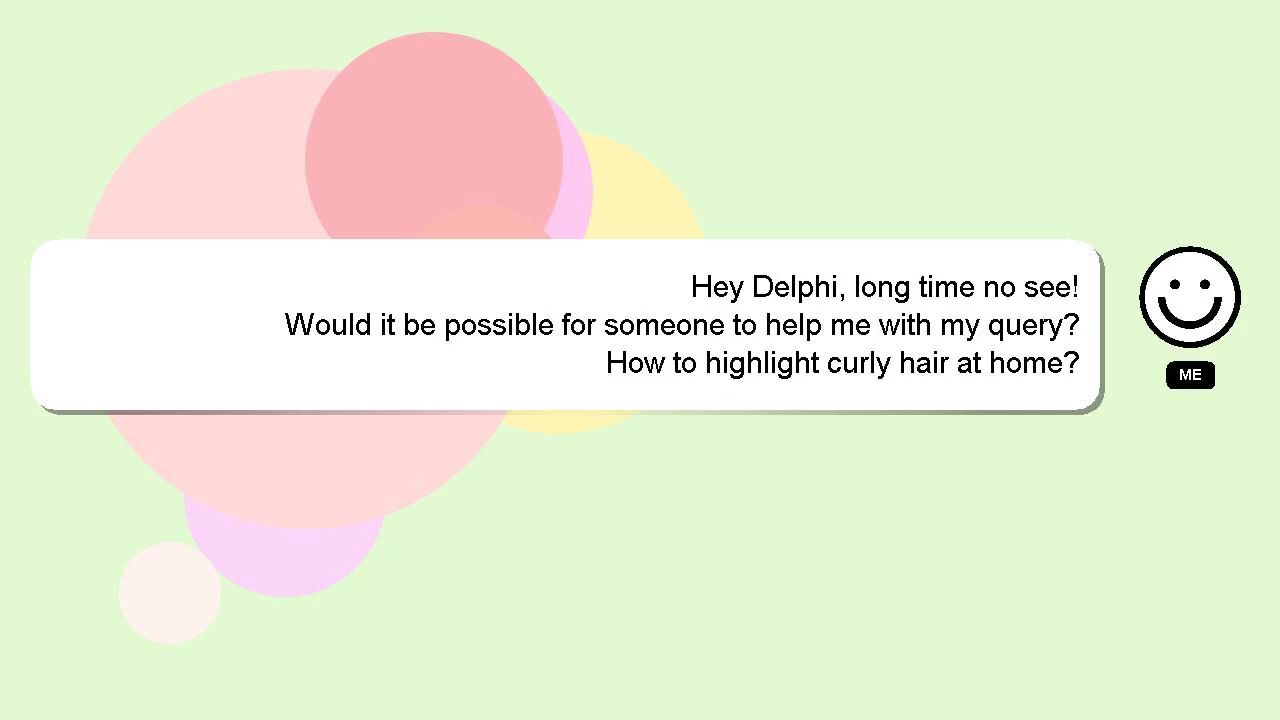 Hey Delphi, long time no see!
Would it be possible for someone to help me with my query?
How to highlight curly hair at home?
ME